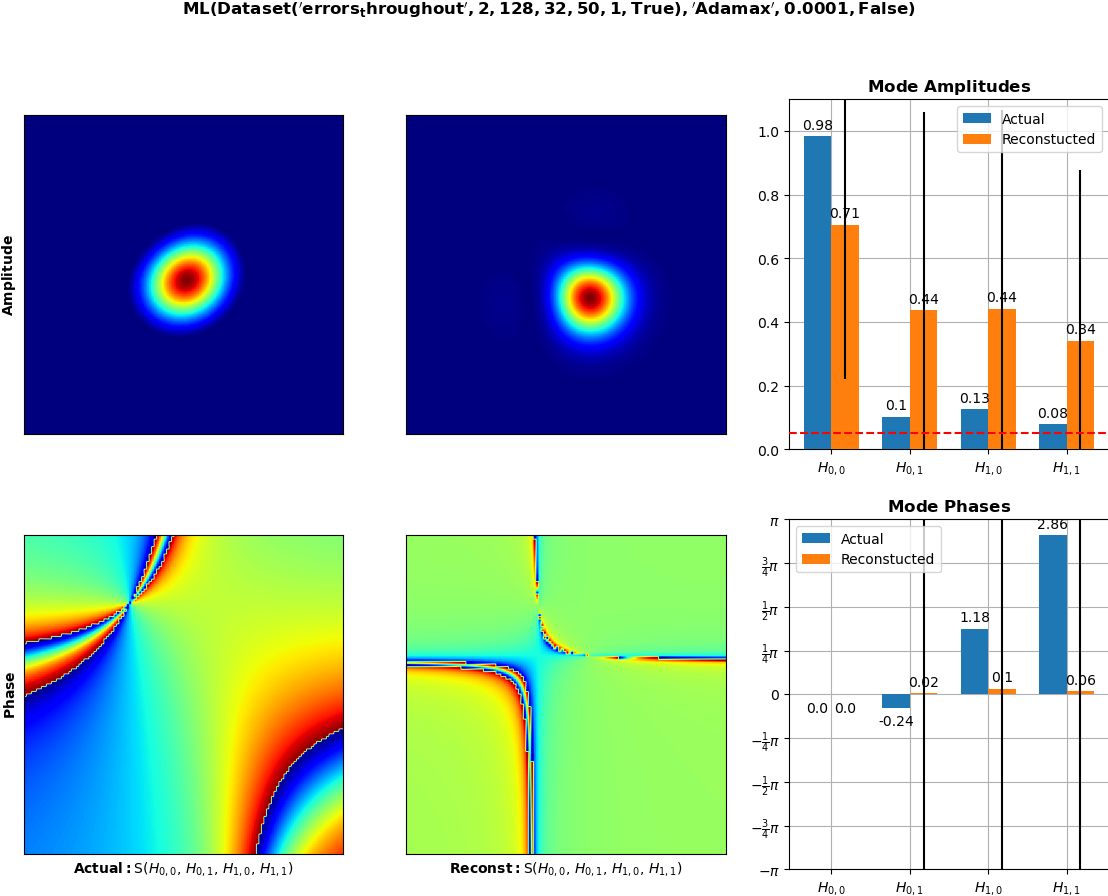 ML(Dataset('errors_throughout', 2, 128, 32, 50, 1, True), 'Adamax', 0.0001, False)
Amplitude
Mode Amplitudes
Actual
Reconstucted
1.0
0.8
0.6
0.4
0.2
0.0
0.98
0.71
0.1
0.44
0.13
0.44
0.08
0.34
H0,0
H0,1
H1,0
H1,1
Phase
Actual: S(H0,0, H0,1, H1,0, H1,1)
Reconst: S(H0,0, H0,1, H1,0, H1,1)
Mode Phases
Actual
Reconstucted
π
3/4π
1/2π
1/4π
0
−1/4π
−1/2π
−3/4π
−π
0.0
0.0
-0.24
0.02
1.18
0.1
2.86
0.06
H0,0
H0,1
H1,0
H1,1